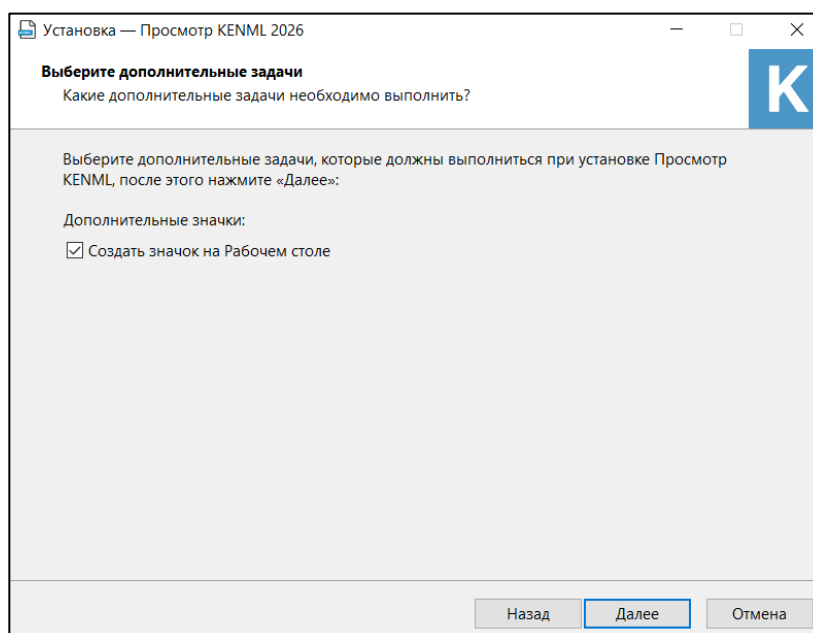 Установка — Просмотр KENML 2026
Выберите дополнительные задачи
Какие дополнительные задачи необходимо выполнить?
K
Выберите дополнительные задачи, которые должны выполниться при установке Просмотр
KENML, после этого нажмите «Далее»:
Дополнительные значки:
Создать значок на Рабочем столе
Назад Далее Отмена